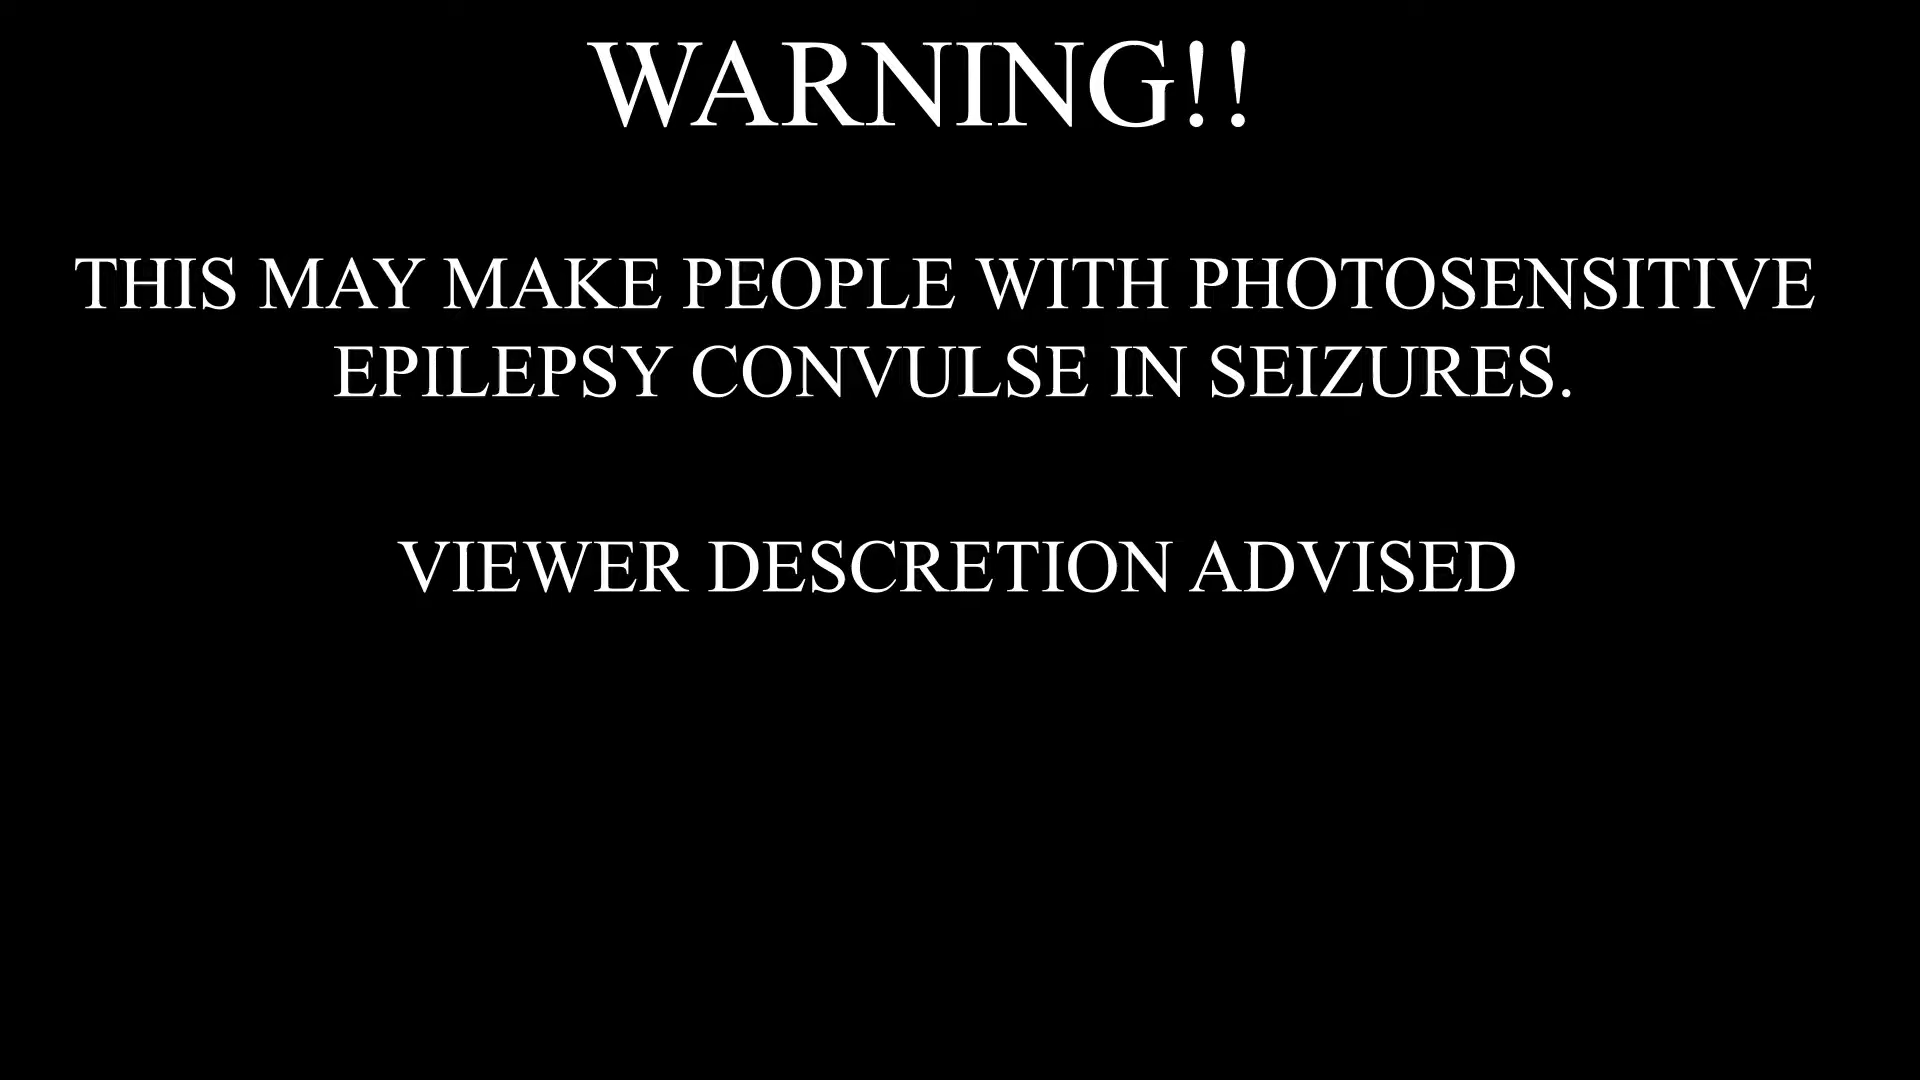 WARNING!!
THIS MAY MAKE PEOPLE WITH PHOTOSENSITIVE
EPILEPSY CONVULSE IN SEIZURES.
VIEWER DESCRETION ADVISED